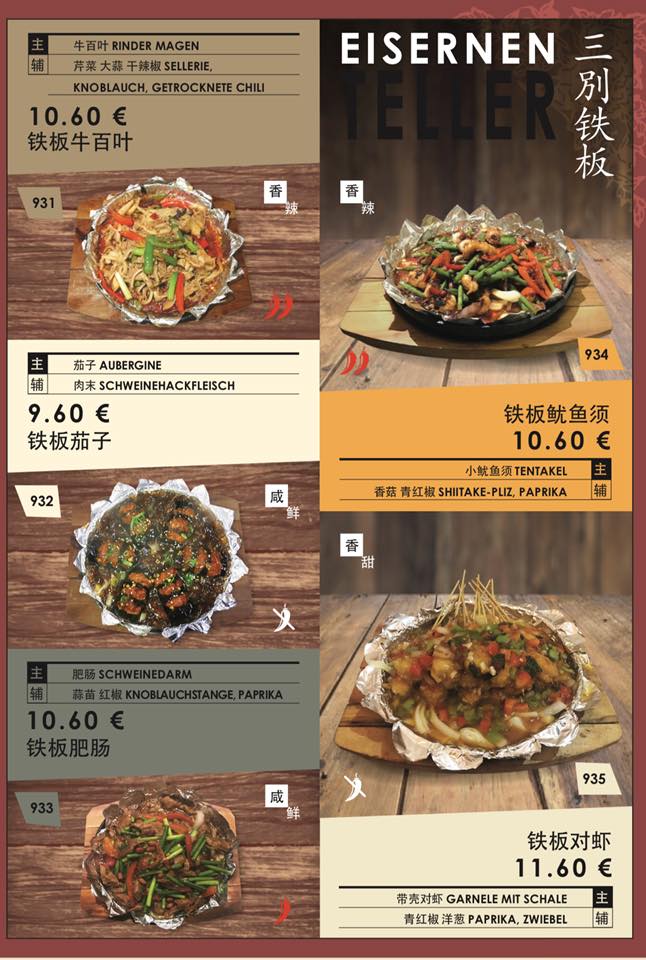 主 牛百叶 RINDER MAGEN
辅 芹菜 大蒜 干辣椒 SELLERIE,
KNOBLAUCH, GETROCKNETE CHILI
10.60 €
铁板牛百叶
931
香辣
主 茄子 AUBERGINE
辅 肉末 SCHWEINEHACKFLEISCH
9.60 €
铁板茄子
932
咸鲜
主 肥肠 SCHWEINEDARM
辅 蒜苗 红椒 KNOBLAUCHSTANGE, PAPRIKA
10.60 €
铁板肥肠
933
咸鲜
EISERNEN
TELLER
三別铁板
香辣
934
铁板鱿鱼须
10.60 €
小鱿鱼须 TENTAKEL 主
香菇 青红椒 SHIITAKE-PLIZ, PAPRIKA 辅
香甜
935
铁板对虾
11.60 €
带壳对虾 GARNELE MIT SCHALE 主
青红椒 洋葱 PAPRIKA, ZWIEBEL 辅